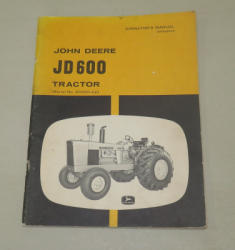 OPERATOR'S MANUAL
JOHN DEERE
JD600
TRACTOR